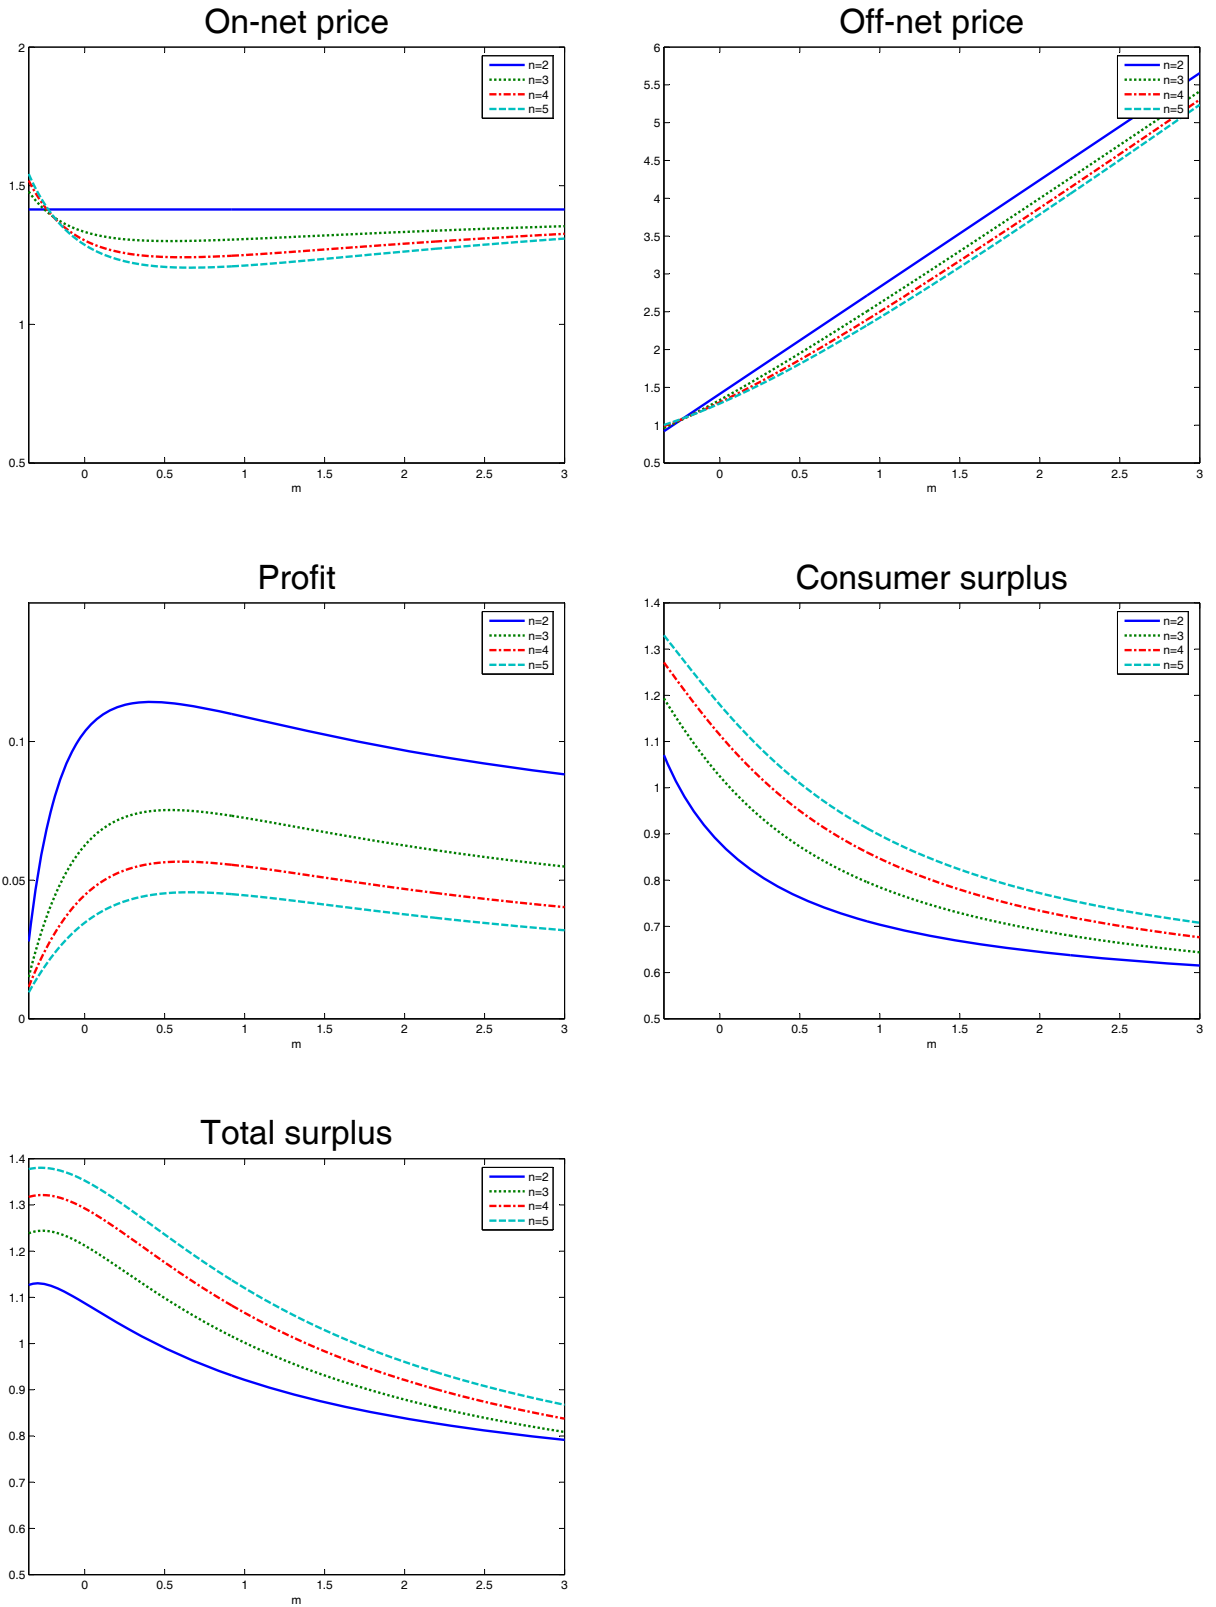 On-net price
2
1.5
1
0.5
0
0.5
1
1.5
2
2.5
3
m
n=2
n=3
n=4
n=5
Off-net price
6
5.5
5
4.5
4
3.5
3
2.5
2
1.5
1
0.5
0
0.5
1
1.5
2
2.5
3
m
n=2
n=3
n=4
n=5
Profit
0.1
0.05
0
0
0.5
1
1.5
2
2.5
3
m
n=2
n=3
n=4
n=5
Consumer surplus
1.4
1.3
1.2
1.1
1
0.9
0.8
0.7
0.6
0.5
0
0.5
1
1.5
2
2.5
3
m
n=2
n=3
n=4
n=5
Total surplus
1.4
1.3
1.2
1.1
1
0.9
0.8
0.7
0.6
0.5
0
0.5
1
1.5
2
2.5
3
m
n=2
n=3
n=4
n=5